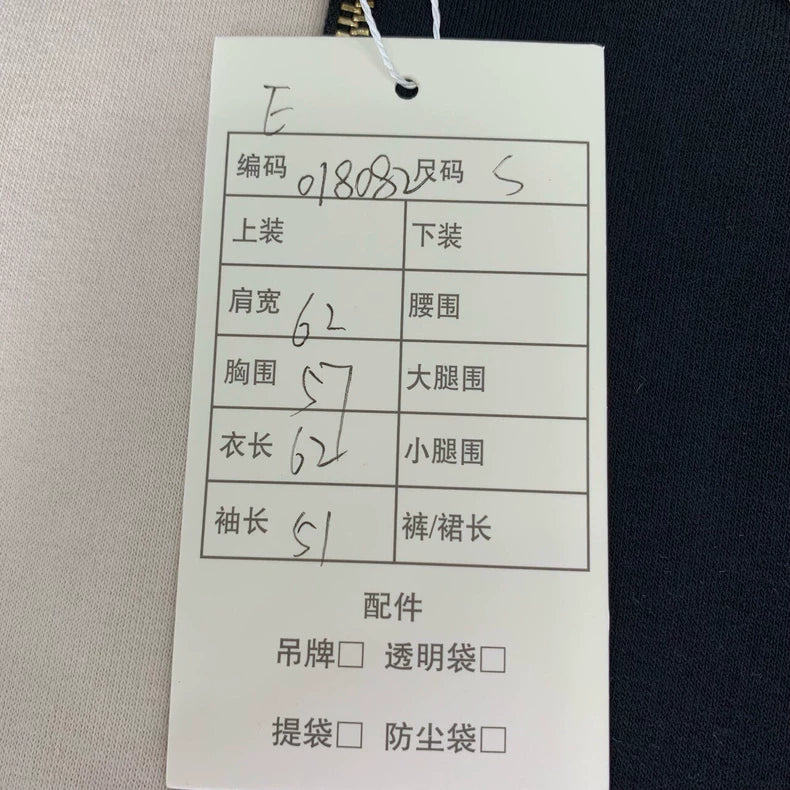 E
编码 018082 尺码 S
上装 下装
肩宽 62 腰围
胸围 57 大腿围
衣长 62 小腿围
袖长 51 裤/裙长
配件
吊牌□ 透明袋□
提袋□ 防尘袋□